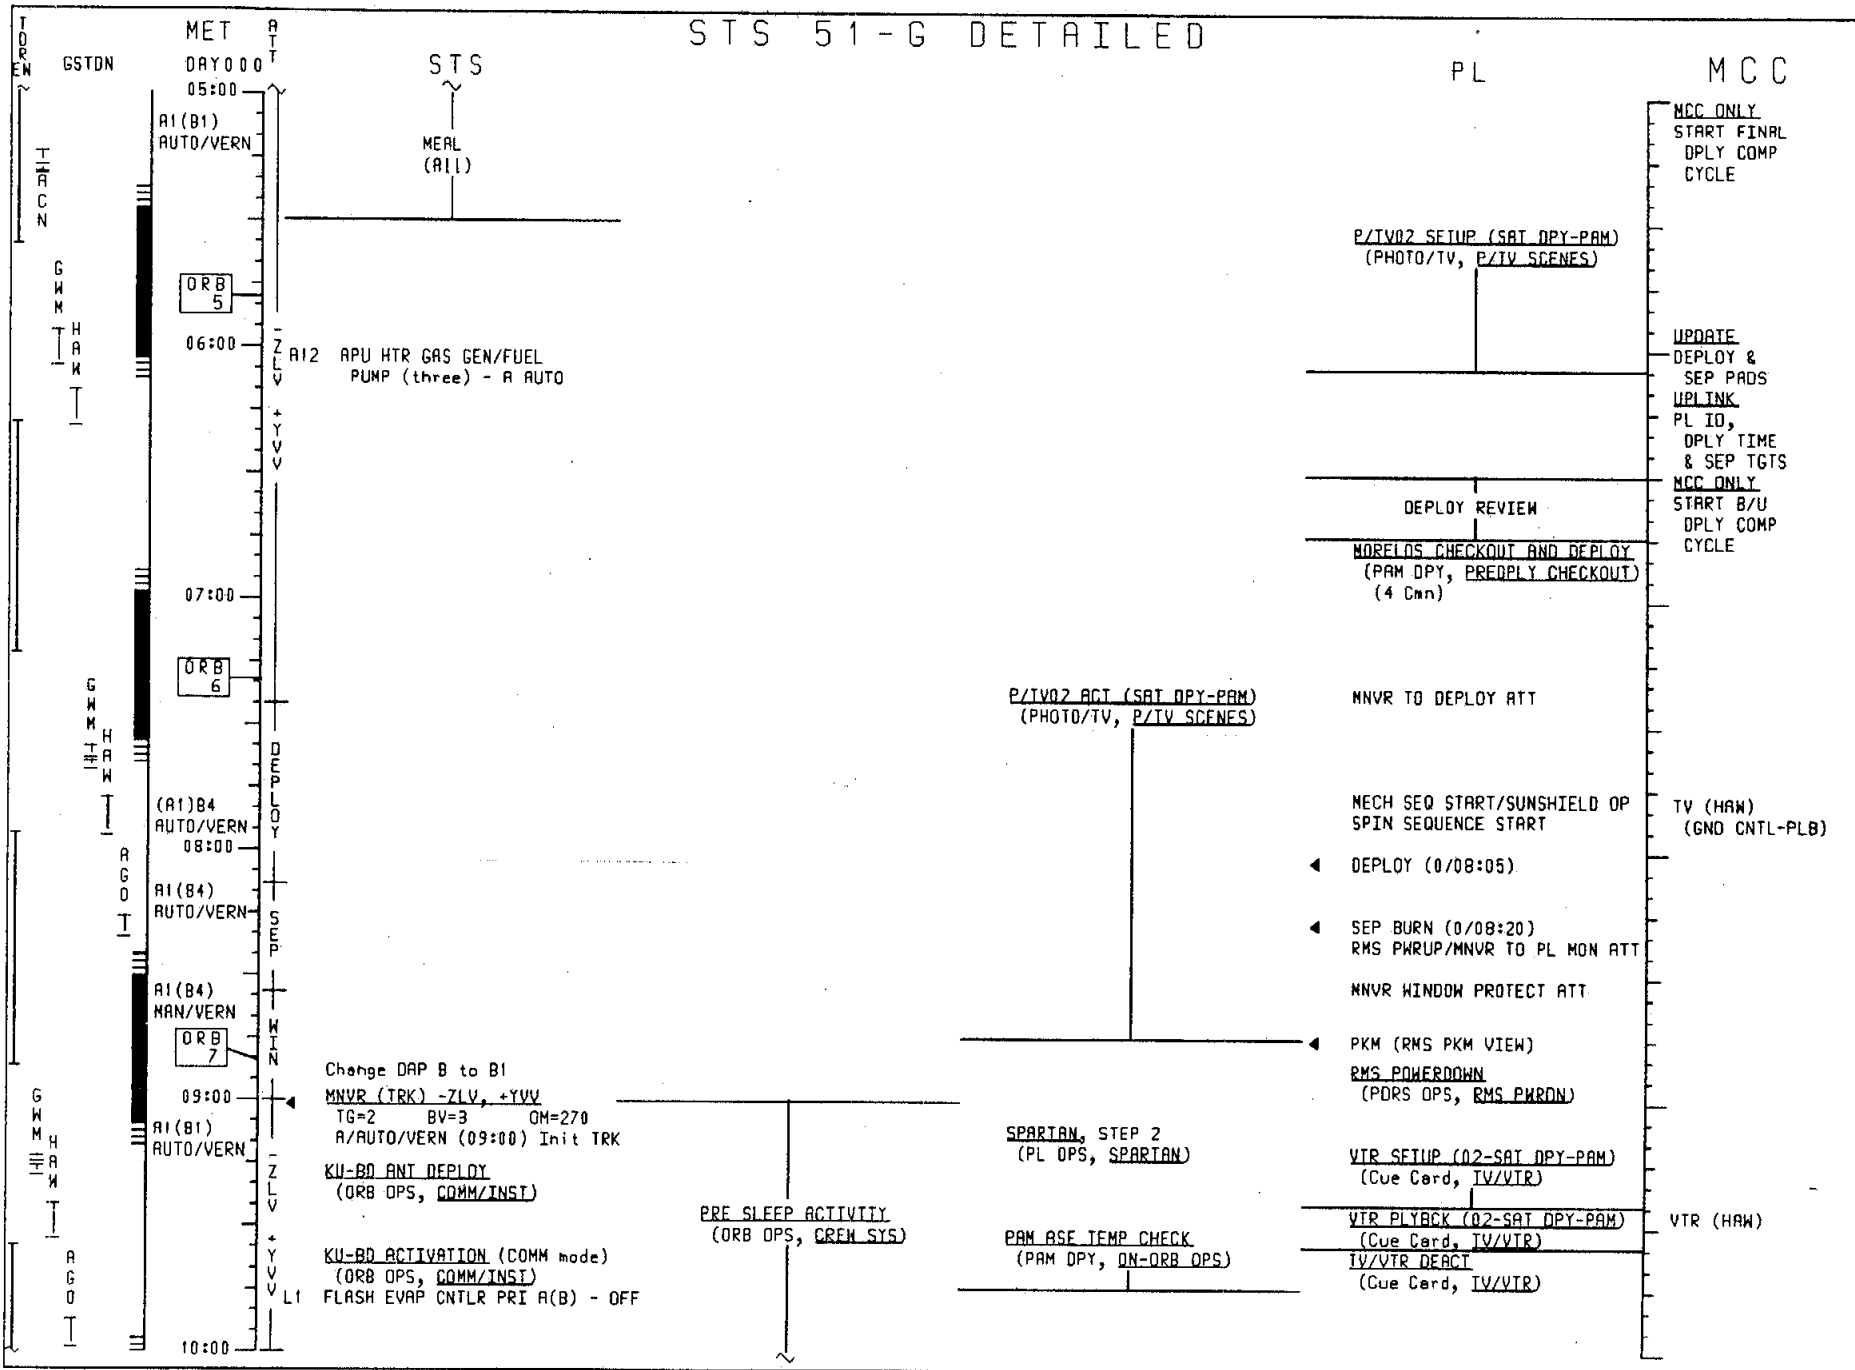 STS 51-G DETAILED
TDRW
EW
GSTDN
MET
DAY000
ATT
STS
PL
MCC
05:00
A1(B1)
AUTO/VERN
MEAL
(All)
MCC ONLY
START FINAL
DPLY COMP
CYCLE
ACN
P/TV02 SETUP (SAT DPY-PAM)
(PHOTO/TV, P/TV SCENES)
GWM
ORB
5
HAW
06:00
-ZLV +YVV
A12 APU HTR GAS GEN/FUEL
PUMP (three) - A AUTO
UPDATE
DEPLOY &
SEP PADS
UPLINK
PL ID,
DPLY TIME
& SEP TGTS
MCC ONLY
START B/U
DPLY COMP
CYCLE
DEPLOY REVIEW
MORELOS CHECKOUT AND DEPLOY
(PAM DPY, PREDPLY CHECKOUT)
(4 Cmn)
07:00
ORB
6
GWM
HAW
P/TV02 ACT (SAT DPY-PAM)
(PHOTO/TV, P/TV SCENES)
MNVR TO DEPLOY ATT
DEPLOY
(A1)B4
AUTO/VERN
08:00
MECH SEQ START/SUNSHIELD OP
SPIN SEQUENCE START
TV (HAW)
(GND CNTL-PLB)
AGO
DEPLOY (0/08:05)
A1(B4)
AUTO/VERN
SEP
SEP BURN (0/08:20)
RMS PWRUP/MNVR TO PL MON ATT
A1(B4)
MAN/VERN
MNVR WINDOW PROTECT ATT
WIN
ORB
7
PKM (RMS PKM VIEW)
Change DAP B to B1
RMS POWERDOWN
(PDRS OPS, RMS PWRDN)
GWM
09:00
MNVR (TRK) -ZLV, +YVV
TG=2 BV=3 OM=270
A/AUTO/VERN (09:00) Init TRK
A1(B1)
AUTO/VERN
HAW
SPARTAN, STEP 2
(PL OPS, SPARTAN)
VTR SETUP (02-SAT DPY-PAM)
(Cue Card, TV/VTR)
-ZLV +YVV
KU-BD ANT DEPLOY
(ORB OPS, COMM/INST)
PRE SLEEP ACTIVITY
(ORB OPS, CREW SYS)
VTR PLYBCK (02-SAT DPY-PAM)
(Cue Card, TV/VTR)
VTR (HAW)
PAM ASE TEMP CHECK
(PAM DPY, ON-ORB OPS)
AGO
KU-BD ACTIVATION (COMM mode)
(ORB OPS, COMM/INST)
TV/VTR DEACT
(Cue Card, TV/VTR)
L1 FLASH EVAP CNTLR PRI A(B) - OFF
10:00